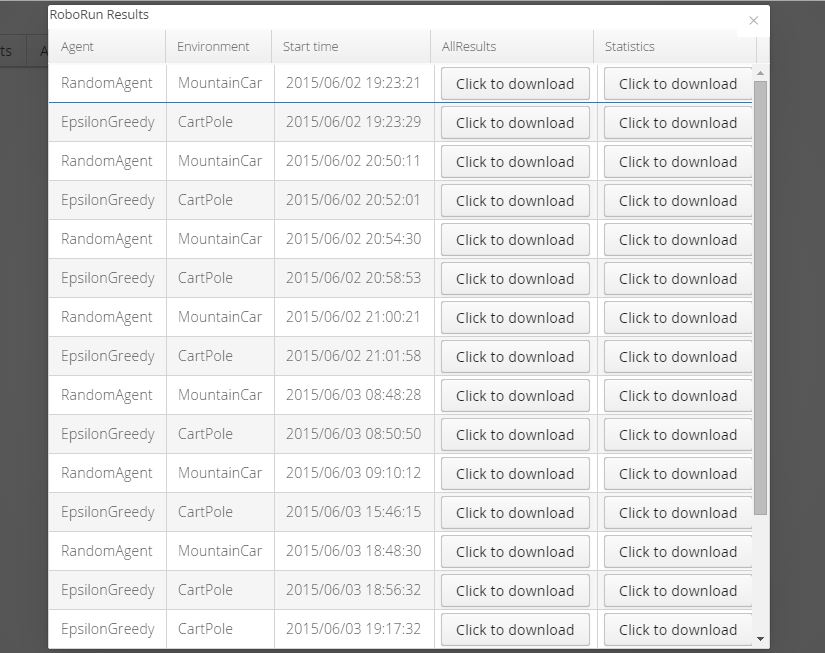 RoboRun Results
ts A
Agent Environment Start time AllResults Statistics
RandomAgent MountainCar 2015/06/02 19:23:21 Click to download Click to download
EpsilonGreedy CartPole 2015/06/02 19:23:29 Click to download Click to download
RandomAgent MountainCar 2015/06/02 20:50:11 Click to download Click to download
EpsilonGreedy CartPole 2015/06/02 20:52:01 Click to download Click to download
RandomAgent MountainCar 2015/06/02 20:54:30 Click to download Click to download
EpsilonGreedy CartPole 2015/06/02 20:58:53 Click to download Click to download
RandomAgent MountainCar 2015/06/02 21:00:21 Click to download Click to download
EpsilonGreedy CartPole 2015/06/02 21:01:58 Click to download Click to download
RandomAgent MountainCar 2015/06/03 08:48:28 Click to download Click to download
EpsilonGreedy CartPole 2015/06/03 08:50:50 Click to download Click to download
RandomAgent MountainCar 2015/06/03 09:10:12 Click to download Click to download
EpsilonGreedy CartPole 2015/06/03 15:46:15 Click to download Click to download
RandomAgent MountainCar 2015/06/03 18:48:30 Click to download Click to download
EpsilonGreedy CartPole 2015/06/03 18:56:32 Click to download Click to download
EpsilonGreedy CartPole 2015/06/03 19:17:32 Click to download Click to download